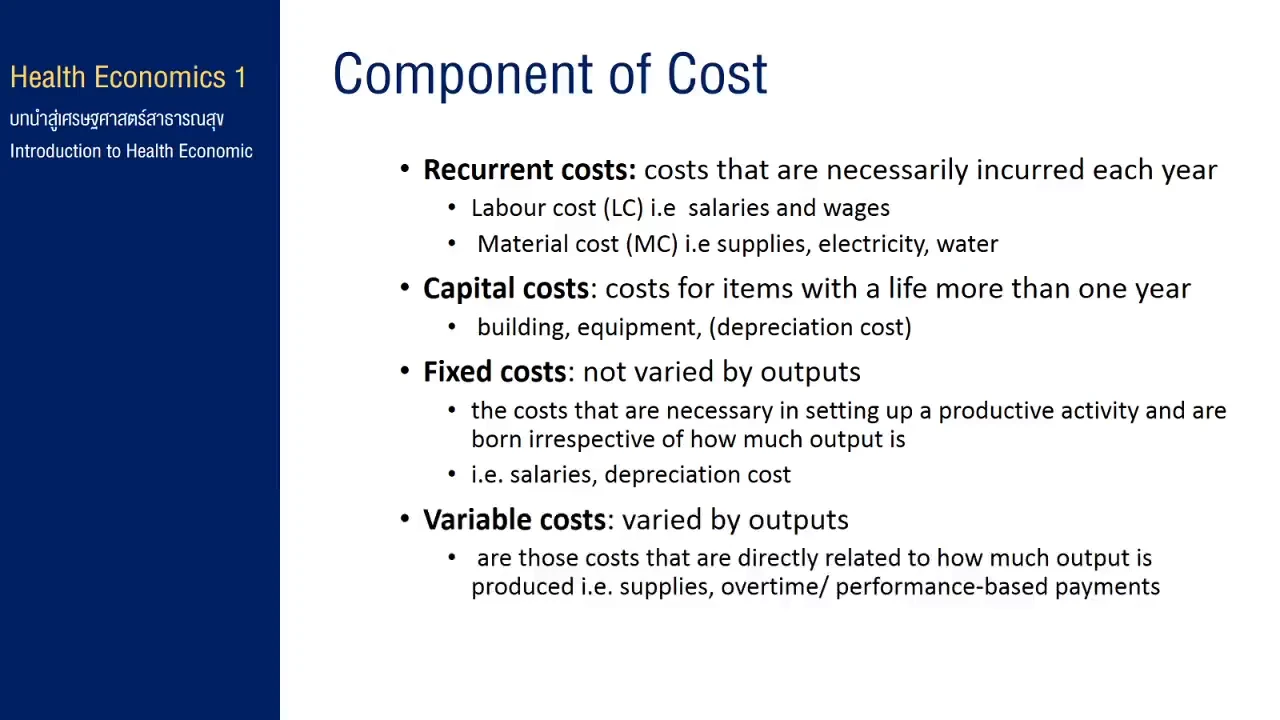 Health Economics 1
บทนำสู่เศรษฐศาสตร์สาธารณสุข
Introduction to Health Economic
Component of Cost
• Recurrent costs: costs that are necessarily incurred each year
• Labour cost (LC) i.e salaries and wages
• Material cost (MC) i.e supplies, electricity, water
• Capital costs: costs for items with a life more than one year
• building, equipment, (depreciation cost)
• Fixed costs: not varied by outputs
• the costs that are necessary in setting up a productive activity and are
born irrespective of how much output is
• i.e. salaries, depreciation cost
• Variable costs: varied by outputs
• are those costs that are directly related to how much output is
produced i.e. supplies, overtime/ performance-based payments